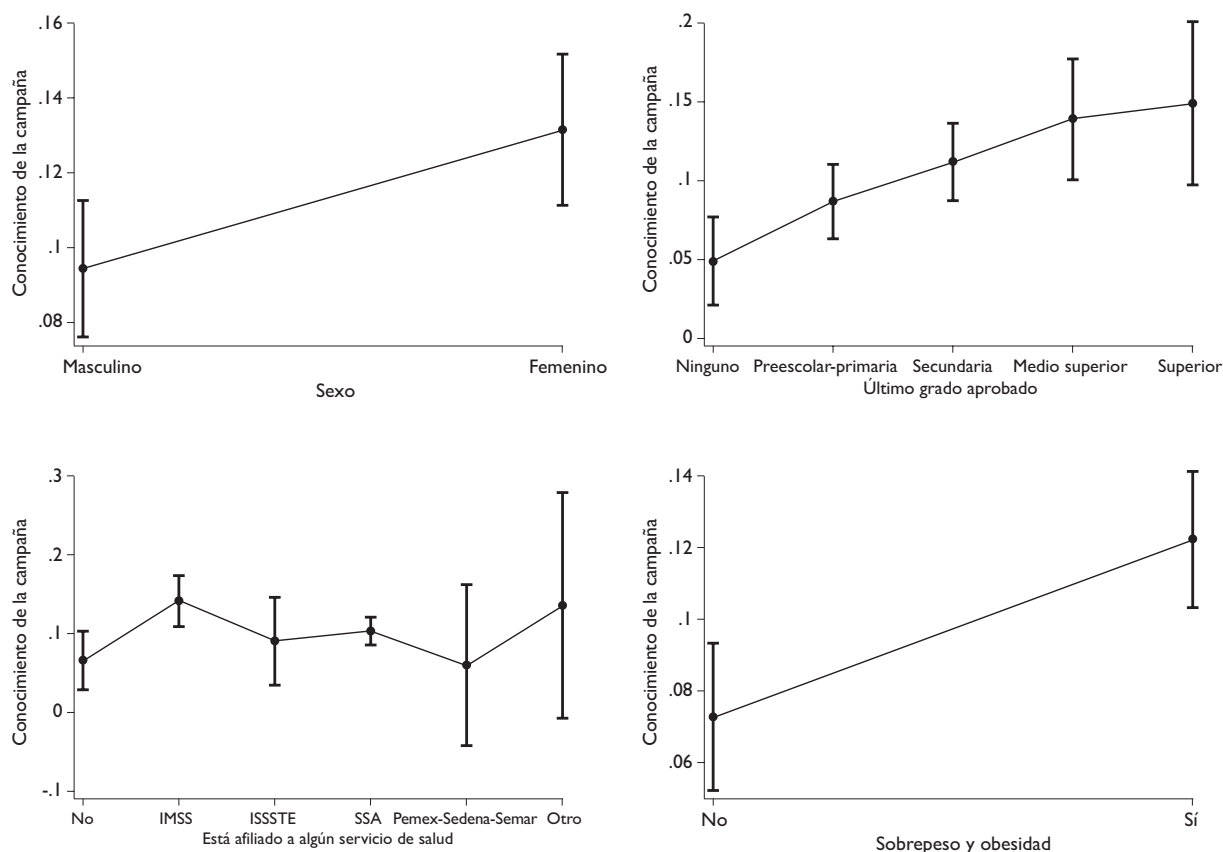 .16
.14
.12
.1
.08
Conocimiento de la campaña
Masculino Femenino
Sexo
.2
.15
.1
.05
0
Conocimiento de la campaña
Ninguno Preescolar-primaria Secundaria Medio superior Superior
Último grado aprobado
.3
.2
0.1
0
-.1
Conocimiento de la campaña
No IMSS ISSSTE SSA Pemex-Sedena-Semar Otro
Está afiliado a algún servicio de salud
.14
.12
.1
.08
.06
Conocimiento de la campaña
No Sí
Sobrepeso y obesidad